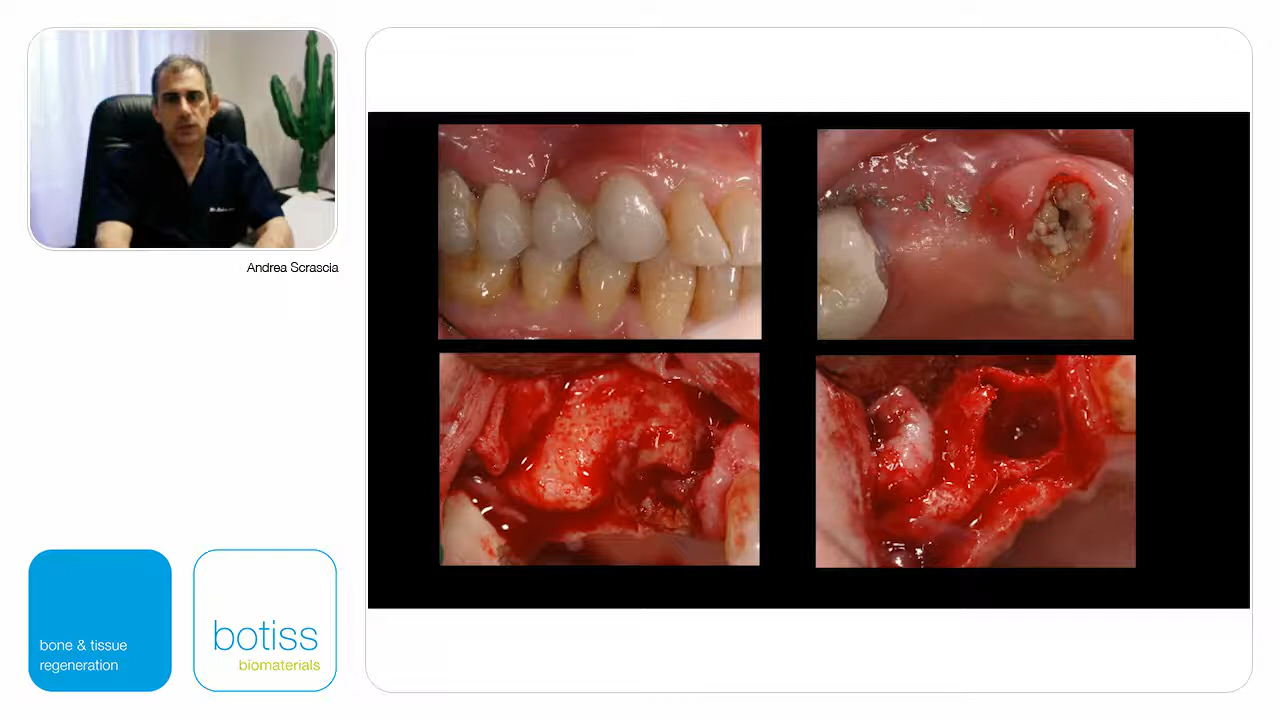 Andrea Scrascia
bone & tissue
regeneration
botiss
biomaterials